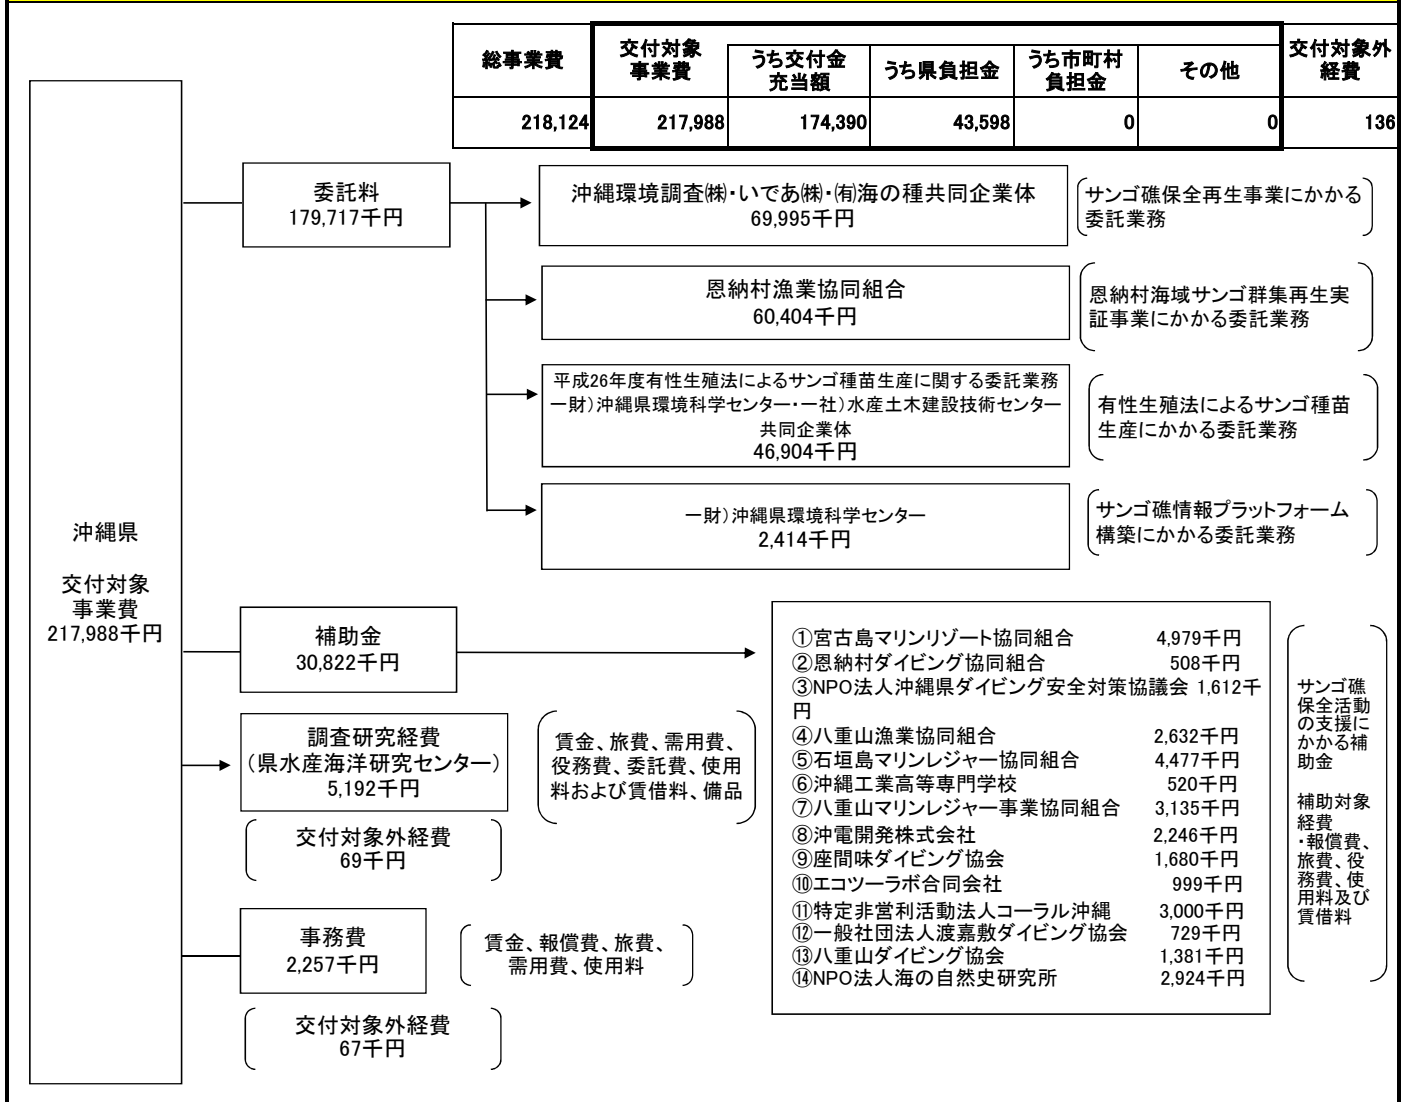 総事業費
交付対象
事業費
うち交付金
充当額
うち県負担金
うち市町村
負担金
その他
交付対象外
経費
218,124
217,988
174,390
43,598
0
0
136
沖縄県
交付対象
事業費
217,988千円
委託料
179,717千円
沖縄環境調査㈱・いであ㈱・㈲海の種共同企業体
69,995千円
サンゴ礁保全再生事業にかかる
委託業務
恩納村漁業協同組合
60,404千円
恩納村海域サンゴ群集再生実
証事業にかかる委託業務
平成26年度有性生殖法によるサンゴ種苗生産に関する委託業務
一財）沖縄県環境科学センター・一社）水産土木建設技術センター
共同企業体
46,904千円
有性生殖法によるサンゴ種苗
生産にかかる委託業務
一財）沖縄県環境科学センター
2,414千円
サンゴ礁情報プラットフォーム
構築にかかる委託業務
補助金
30,822千円
①宮古島マリンリゾート協同組合 4,979千円
②恩納村ダイビング協同組合 508千円
③NPO法人沖縄県ダイビング安全対策協議会 1,612千
円
④八重山漁業協同組合 2,632千円
⑤石垣島マリンレジャー協同組合 4,477千円
⑥沖縄工業高等専門学校 520千円
⑦八重山マリンレジャー事業協同組合 3,135千円
⑧沖電開発株式会社 2,246千円
⑨座間味ダイビング協会 1,680千円
⑩エコツーラボ合同会社 999千円
⑪特定非営利活動法人コーラル沖縄 3,000千円
⑫一般社団法人渡嘉敷ダイビング協会 729千円
⑬八重山ダイビング協会 1,381千円
⑭NPO法人海の自然史研究所 2,924千円
サンゴ礁
保全活動
の支援に
かかる補
助金
補助対象
経費
・報償費、
旅費、役
務費、使
用料及び
賃借料
調査研究経費
（県水産海洋研究センター）
5,192千円
賃金、旅費、需用費、
役務費、委託費、使用
料および賃借料、備品
交付対象外経費
69千円
事務費
2,257千円
賃金、報償費、旅費、
需用費、使用料
交付対象外経費
67千円